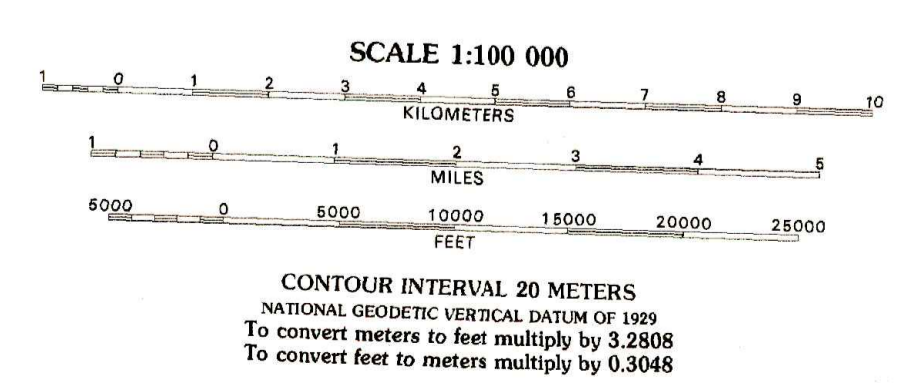 SCALE 1:100 000
1 0 1 2 3 4 5 6 7 8 9 10
KILOMETERS
1 0 1 2 3 4 5
MILES
5000 0 5000 10000 15000 20000 25000
FEET
CONTOUR INTERVAL 20 METERS
NATIONAL GEODETIC VERTICAL DATUM OF 1929
To convert meters to feet multiply by 3.2808
To convert feet to meters multiply by 0.3048